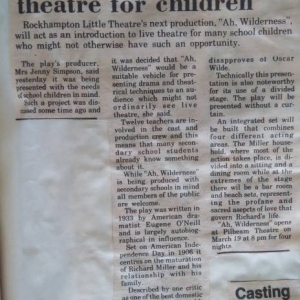 theatre for children
Rockhampton Little Theatre's next production, "Ah, Wilderness",
will act as an introduction to live theatre for many school children
who might not otherwise have such an opportunity.
The play's producer,
Mrs Jenny Simpson, said
yesterday it was being
presented with the needs
of school children in mind.
Such a project was dis-
ussed some time ago and
it was decided "Ah,
Wilderness" would be a
suitable vehicle for pre-
senting drama and theat-
rical techniques to an
audience which might
not ordinarily see live
theatre, she said.
Twelve teachers are
involved in the cast and
production crew and this
means that many sec-
ondary school students
already know something
about it.
While "Ah, Wilderness"
is being produced with
secondary schools in mind
all members of the public
are welcome.
The play was written in
1933 by American dra-
matist Eugene O'Neill
and is largely autobio-
graphical in influence.
Set on American Inde-
pendence Day in 1906 it
centres on the maturation
of Richard Miller and his
relationship with his
family.
Described by one critic
as one of the best domestic
disapproves of Oscar
Wilde.
Technically this presen-
tation is also noteworthy
for its use of a divided
stage. The play will be
presented without a cur-
tain.
An integrated set will
be built that combines
four different acting
areas. The Miller house-
hold, where most of the
action takes place, is di-
vided into a sitting and a
dining room while at the
extremes of the stage
there will be a bar room
and beach sets, represent-
ing the profane and
sacred aspects of love that
govern Richard's life.
"Ah, Wilderness" opens
at Pilbeam Theatre on
March 19 at 8 pm for four
nights.
Casting